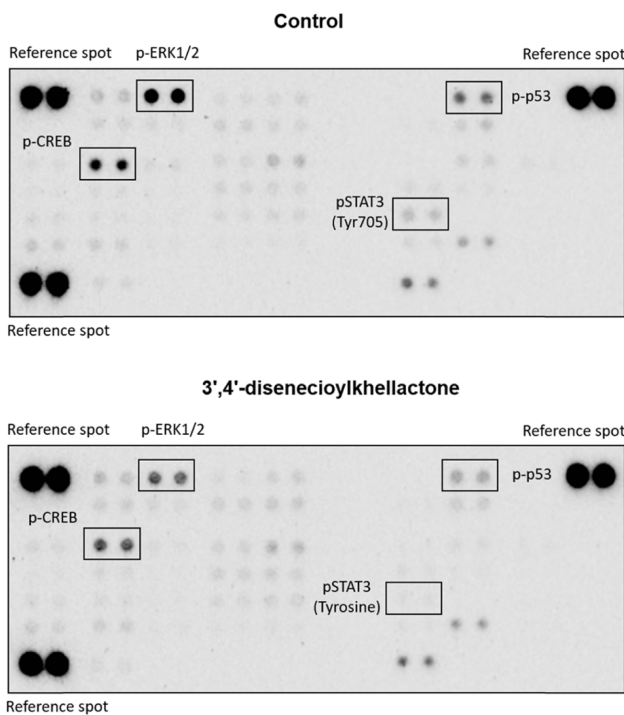 Control
Reference spot
p-ERK1/2
Reference spot
p-p53
p-CREB
pSTAT3
(Tyr705)
Reference spot
3',4'-disenecioylkhellactone
Reference spot
p-ERK1/2
Reference spot
p-p53
p-CREB
pSTAT3
(Tyrosine)
Reference spot